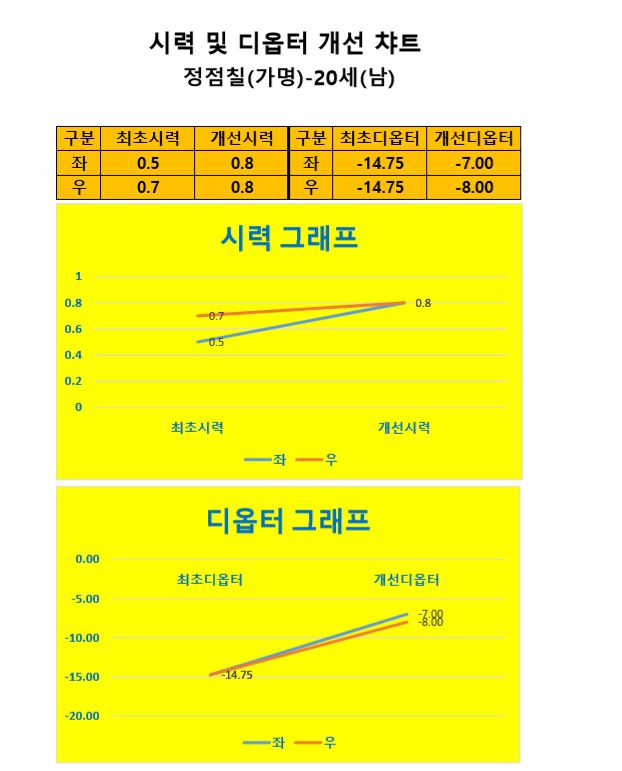 시력 및 디옵터 개선 챠트
정점칠(가명)-20세(남)
구분 최초시력 개선시력 구분 최초디옵터 개선디옵터
좌 0.5 0.8 좌 -14.75 -7.00
우 0.7 0.8 우 -14.75 -8.00
시력 그래프
1
0.8
0.6
0.4
0.2
0
0.7
0.5
0.8
최초시력 개선시력
좌 우
디옵터 그래프
0.00
-5.00
-10.00
-15.00
-20.00
최초디옵터 개선디옵터
-7.00
-8.00
-14.75
좌 우